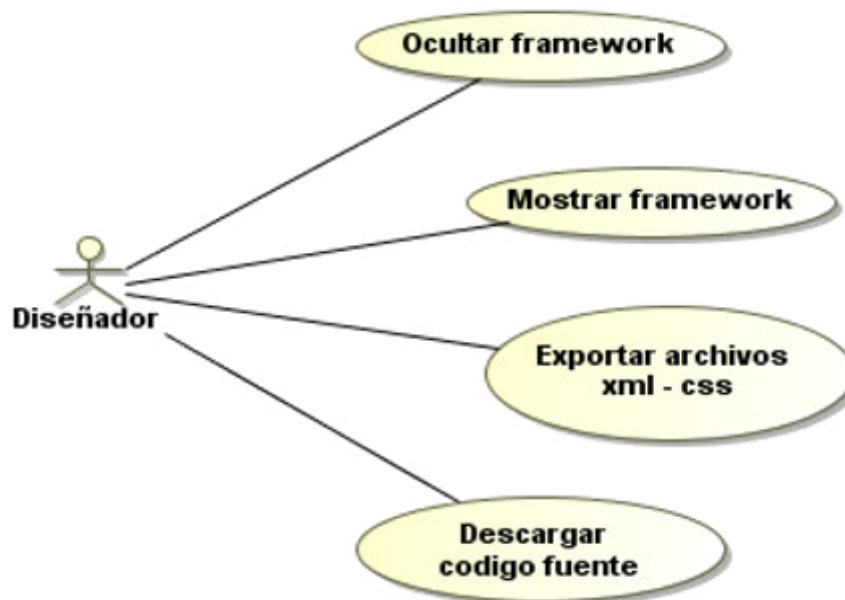 Ocultar framework
Mostrar framework
Diseñador
Exportar archivos
xml - css
Descargar
codigo fuente